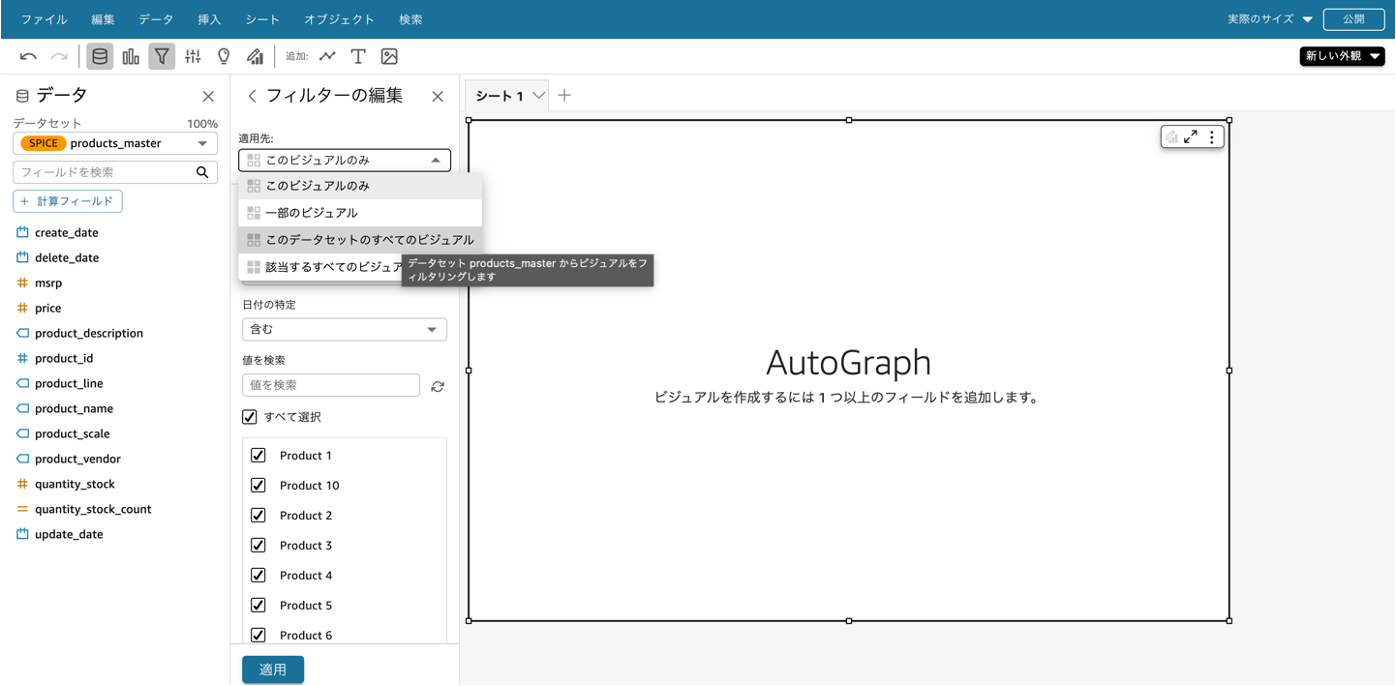 ファイル 編集 データ 挿入 シート オブジェクト 検索 実際のサイズ 公開
追加: 新しい外観
データ
データセット 100%
SPICE products_master
フィールドを検索
+ 計算フィールド
create_date
delete_date
msrp
price
product_description
product_id
product_line
product_name
product_scale
product_vendor
quantity_stock
quantity_stock_count
update_date
フィルターの編集
適用先:
このビジュアルのみ
このビジュアルのみ
一部のビジュアル
このデータセットのすべてのビジュアル
該当するすべてのビジュア
データセット products_master からビジュアルをフ
ィルタリングします
日付の特定
含む
値を検索
値を検索
すべて選択
Product 1
Product 10
Product 2
Product 3
Product 4
Product 5
Product 6
適用
シート 1
AutoGraph
ビジュアルを作成するには 1 つ以上のフィールドを追加します。